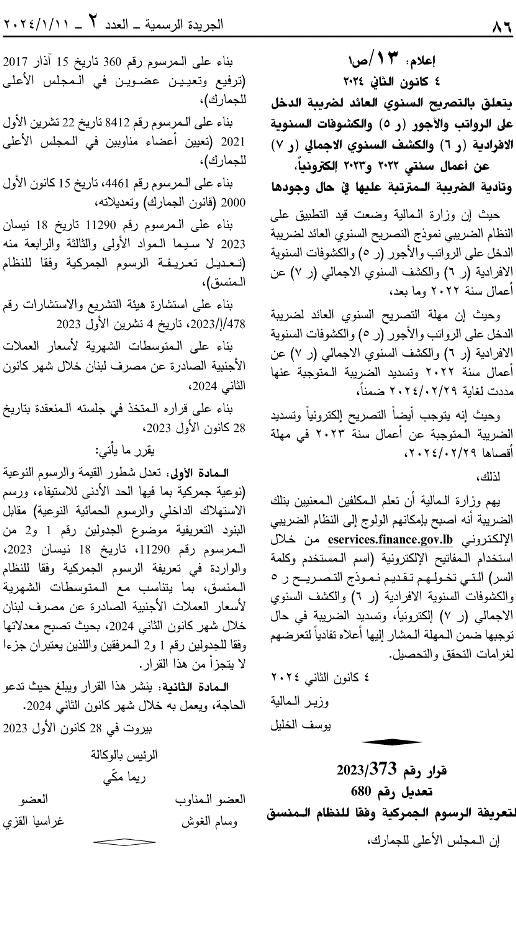 ٨٦
الجريدة الرسمية ــ العدد ٢ ــ ٢٠٢٤/١/١١
إعلام: ١٣/ص١
٤ كانون الثاني ٢٠٢٤
يتعلق بالتصريح السنوي العائد لضريبة الدخل
على الرواتب والأجور (ر ٥) والكشوفات السنوية
الافرادية (ر ٦) والكشف السنوي الاجمالي (ر ٧)
عن أعمال سنتي ٢٠٢٢ و٢٠٢٣ إلكترونياً،
وتأدية الضريبة المترتبة عليها في حال وجودها
حيث إن وزارة المالية وضعت قيد التطبيق على
النظام الضريبي نموذج التصريح السنوي العائد لضريبة
الدخل على الرواتب والأجور (ر ٥) والكشوفات السنوية
الافرادية (ر ٦) والكشف السنوي الاجمالي (ر ٧) عن
أعمال سنة ٢٠٢٢ وما بعد،
وحيث إن مهلة التصريح السنوي العائد لضريبة
الدخل على الرواتب والأجور (ر ٥) والكشوفات السنوية
الافرادية (ر ٦) والكشف السنوي الاجمالي (ر ٧) عن
أعمال سنة ٢٠٢٢ وتسديد الضريبة المتوجبة عنها
مددت لغاية ٢٠٢٤/٠٢/٢٩ ضمناً،
وحيث إنه يتوجب أيضاً التصريح إلكترونياً وتسديد
الضريبة المتوجبة عن أعمال سنة ٢٠٢٣ في مهلة
أقصاها ٢٠٢٤/٠٢/٢٩،
لذلك،
يهم وزارة المالية أن تعلم المكلفين المعنيين بتلك
الضريبة أنه اصبح بإمكانهم الولوج إلى النظام الضريبي
الإلكتروني eservices.finance.gov.lb من خلال
استخدام المفاتيح الإلكترونية (اسم المستخدم وكلمة
السر) التي تخولهم تقديم نموذج التصريح ر ٥
والكشوفات السنوية الافرادية (ر ٦) والكشف السنوي
الاجمالي (ر ٧) إلكترونياً، وتسديد الضريبة في حال
توجبها ضمن المهلة المشار إليها أعلاه تفادياً لتعرضهم
لغرامات التحقق والتحصيل.
٤ كانون الثاني ٢٠٢٤
وزير المالية
يوسف الخليل
قرار رقم 2023/373
تعديل رقم 680
لتعريفة الرسوم الجمركية وفقا للنظام المنسق
إن المجلس الأعلى للجمارك،
بناء على المرسوم رقم 360 تاريخ 15 آذار 2017
(ترفيع وتعيين عضوين في المجلس الأعلى
للجمارك)،
بناء على المرسوم رقم 8412 تاريخ 22 تشرين الأول
2021 (تعيين أعضاء مناوبين في المجلس الأعلى
للجمارك)،
بناء على المرسوم رقم 4461، تاريخ 15 كانون الأول
2000 (قانون الجمارك) وتعديلاته،
بناء على المرسوم رقم 11290 تاريخ 18 نيسان
2023 لا سيما المواد الأولى والثالثة والرابعة منه
(تعديل تعريفة الرسوم الجمركية وفقا للنظام
المنسق)،
بناء على استشارة هيئة التشريع والاستشارات رقم
478/إ/2023، تاريخ 4 تشرين الأول 2023
بناء على المتوسطات الشهرية لأسعار العملات
الأجنبية الصادرة عن مصرف لبنان خلال شهر كانون
الثاني 2024،
بناء على قراره المتخذ في جلسته المنعقدة بتاريخ
28 كانون الأول 2023،
يقرر ما يأتي:
المادة الأولى: تعدل شطور القيمة والرسوم النوعية
(نوعية جمركية بما فيها الحد الأدنى للاستيفاء، ورسم
الاستهلاك الداخلي والرسوم الحمائية النوعية) مقابل
البنود التعريفية موضوع الجدولين رقم 1 و2 من
المرسوم رقم 11290، تاريخ 18 نيسان 2023،
والواردة في تعريفة الرسوم الجمركية وفقا للنظام
المنسق، بما يتناسب مع المتوسطات الشهرية
لأسعار العملات الأجنبية الصادرة عن مصرف لبنان
خلال شهر كانون الثاني 2024، بحيث تصبح معدلاتها
وفقا للجدولين رقم 1 و2 المرفقين واللذين يعتبران جزءا
لا يتجزأ من هذا القرار.
المادة الثانية: ينشر هذا القرار ويبلغ حيث تدعو
الحاجة، ويعمل به خلال شهر كانون الثاني 2024.
بيروت في 28 كانون الأول 2023
الرئيس بالوكالة
ريما مكّي
العضو المناوب العضو
وسام الغوش غراسيا القزي